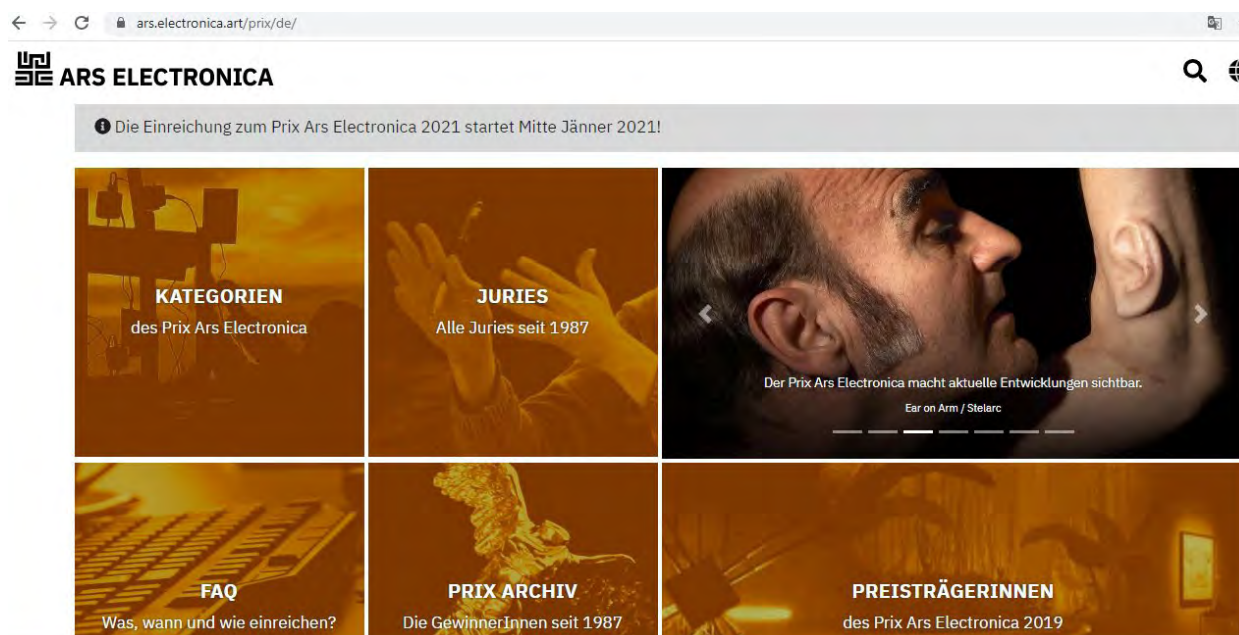 ars.electronica.art/prix/de/
ARS ELECTRONICA
Die Einreichung zum Prix Ars Electronica 2021 startet Mitte Jänner 2021!
KATEGORIEN
des Prix Ars Electronica
JURIES
Alle Juries seit 1987
Der Prix Ars Electronica macht aktuelle Entwicklungen sichtbar.
Ear on Arm / Stelarc
FAQ
Was, wann und wie einreichen?
PRIX ARCHIV
Die GewinnerInnen seit 1987
PREISTRÄGERINNEN
des Prix Ars Electronica 2019